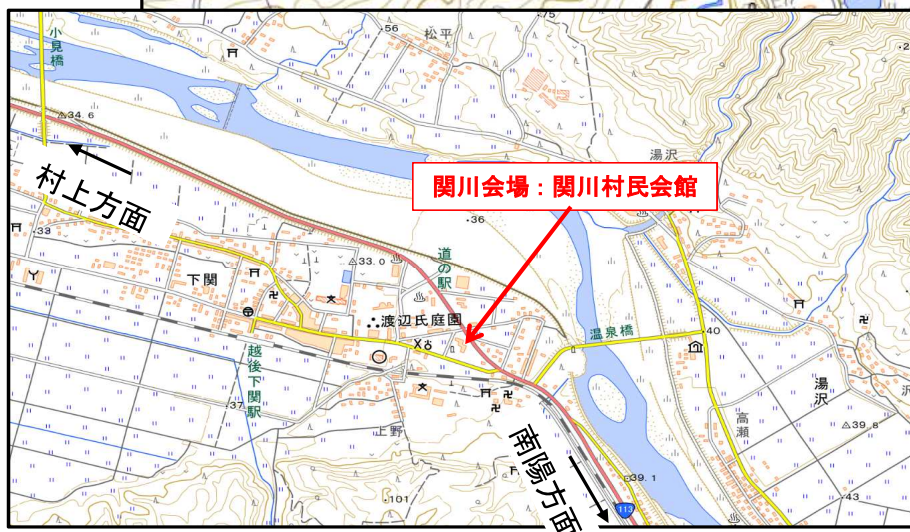 小見橋
56
松平
75
34.6
村上方面
湯沢
関川会場：関川村民会館
36
33
下関
33.0
道の駅
渡辺氏庭園
温泉橋
40
越後下関駅
37
上野
湯沢
高瀬
39.8
南陽方面
39.1
43
101
113